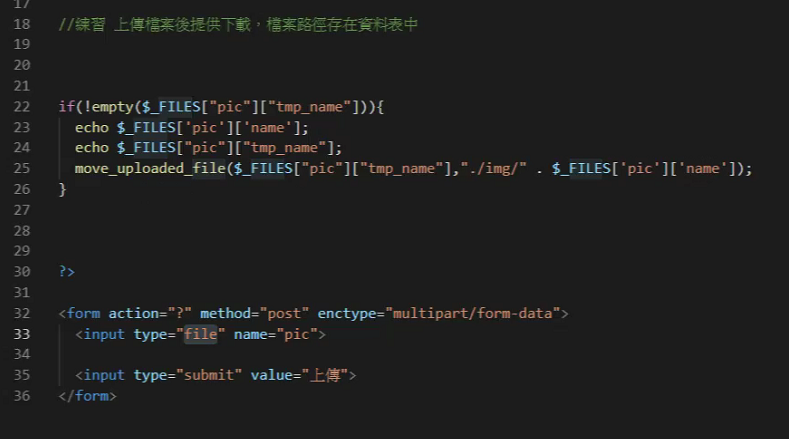 17
18 //練習 上傳檔案後提供下載，檔案路徑存在資料表中
19
20
21
22 if(!empty($_FILES["pic"]["tmp_name"])){
23 echo $_FILES['pic']['name'];
24 echo $_FILES["pic"]["tmp_name"];
25 move_uploaded_file($_FILES["pic"]["tmp_name"],"./img/" . $_FILES['pic']['name']);
26 }
27
28
29
30 ?>
31
32 <form action="?" method="post" enctype="multipart/form-data">
33 <input type="file" name="pic">
34
35 <input type="submit" value="上傳">
36 </form>